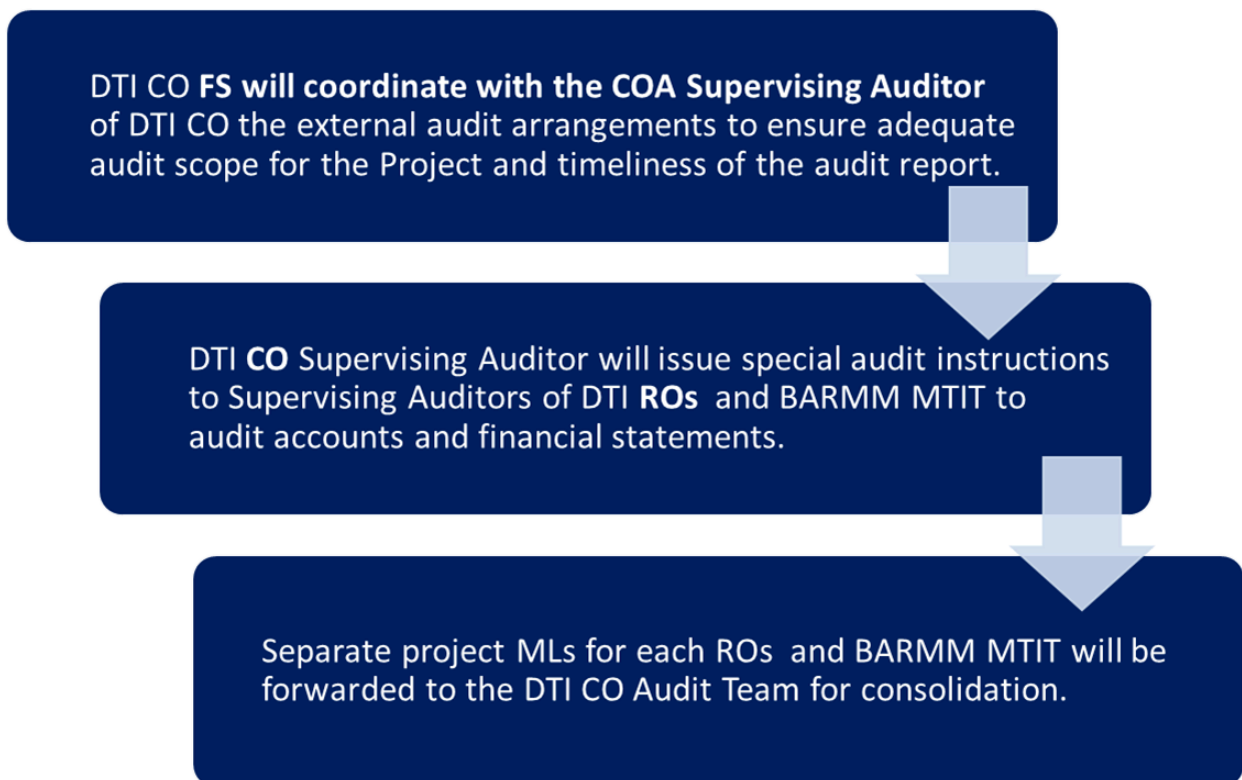 DTI CO FS will coordinate with the COA Supervising Auditor
of DTI CO the external audit arrangements to ensure adequate
audit scope for the Project and timeliness of the audit report.
DTI CO Supervising Auditor will issue special audit instructions
to Supervising Auditors of DTI ROs and BARMM MTIT to
audit accounts and financial statements.
Separate project MLs for each ROs and BARMM MTIT will be
forwarded to the DTI CO Audit Team for consolidation.